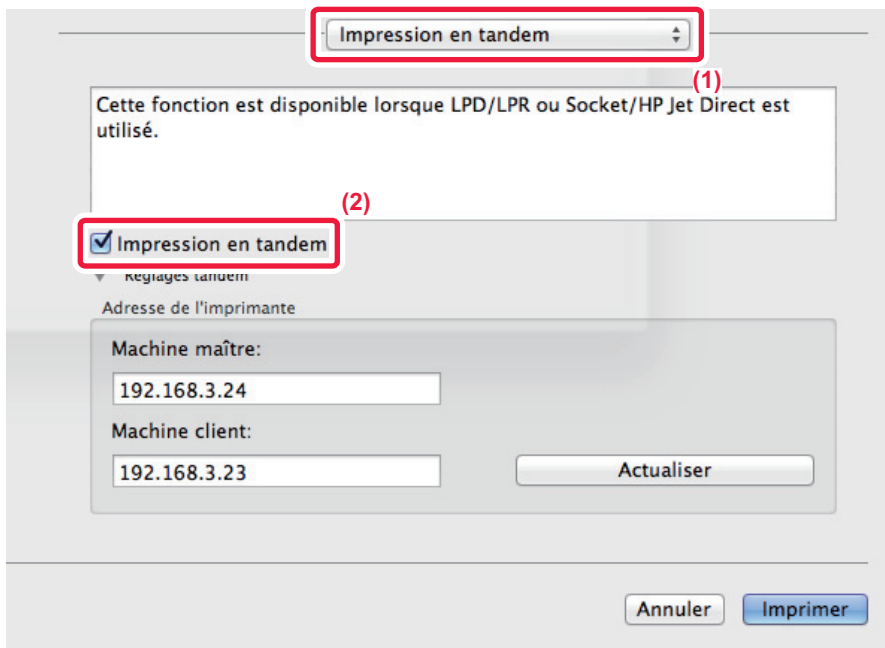 Impression en tandem
(1)
Cette fonction est disponible lorsque LPD/LPR ou Socket/HP Jet Direct est
utilisé.
(2)
Impression en tandem
Réglages tandem
Adresse de l'imprimante
Machine maître:
192.168.3.24
Machine client:
192.168.3.23
Actualiser
Annuler
Imprimer